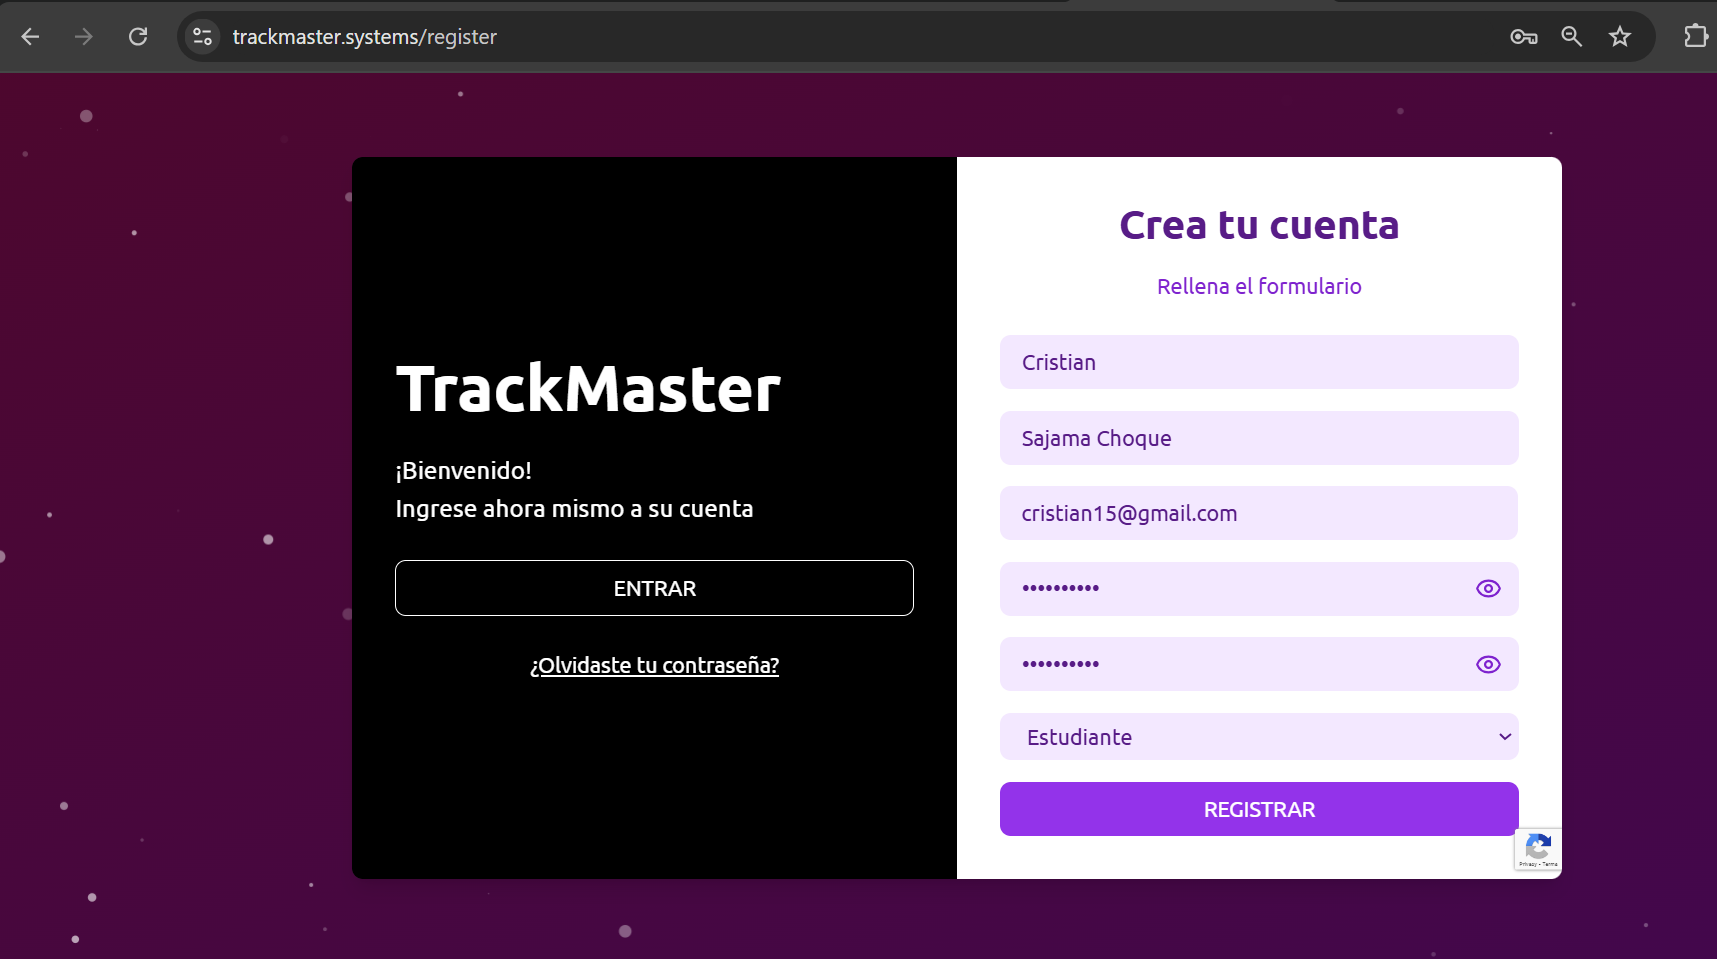 trackmaster.systems/register
TrackMaster
¡Bienvenido!
Ingrese ahora mismo a su cuenta
ENTRAR
¿Olvidaste tu contraseña?
Crea tu cuenta
Rellena el formulario
Cristian
Sajama Choque
cristian15@gmail.com
••••••••••
••••••••••
Estudiante
REGISTRAR
Privacy - Terms